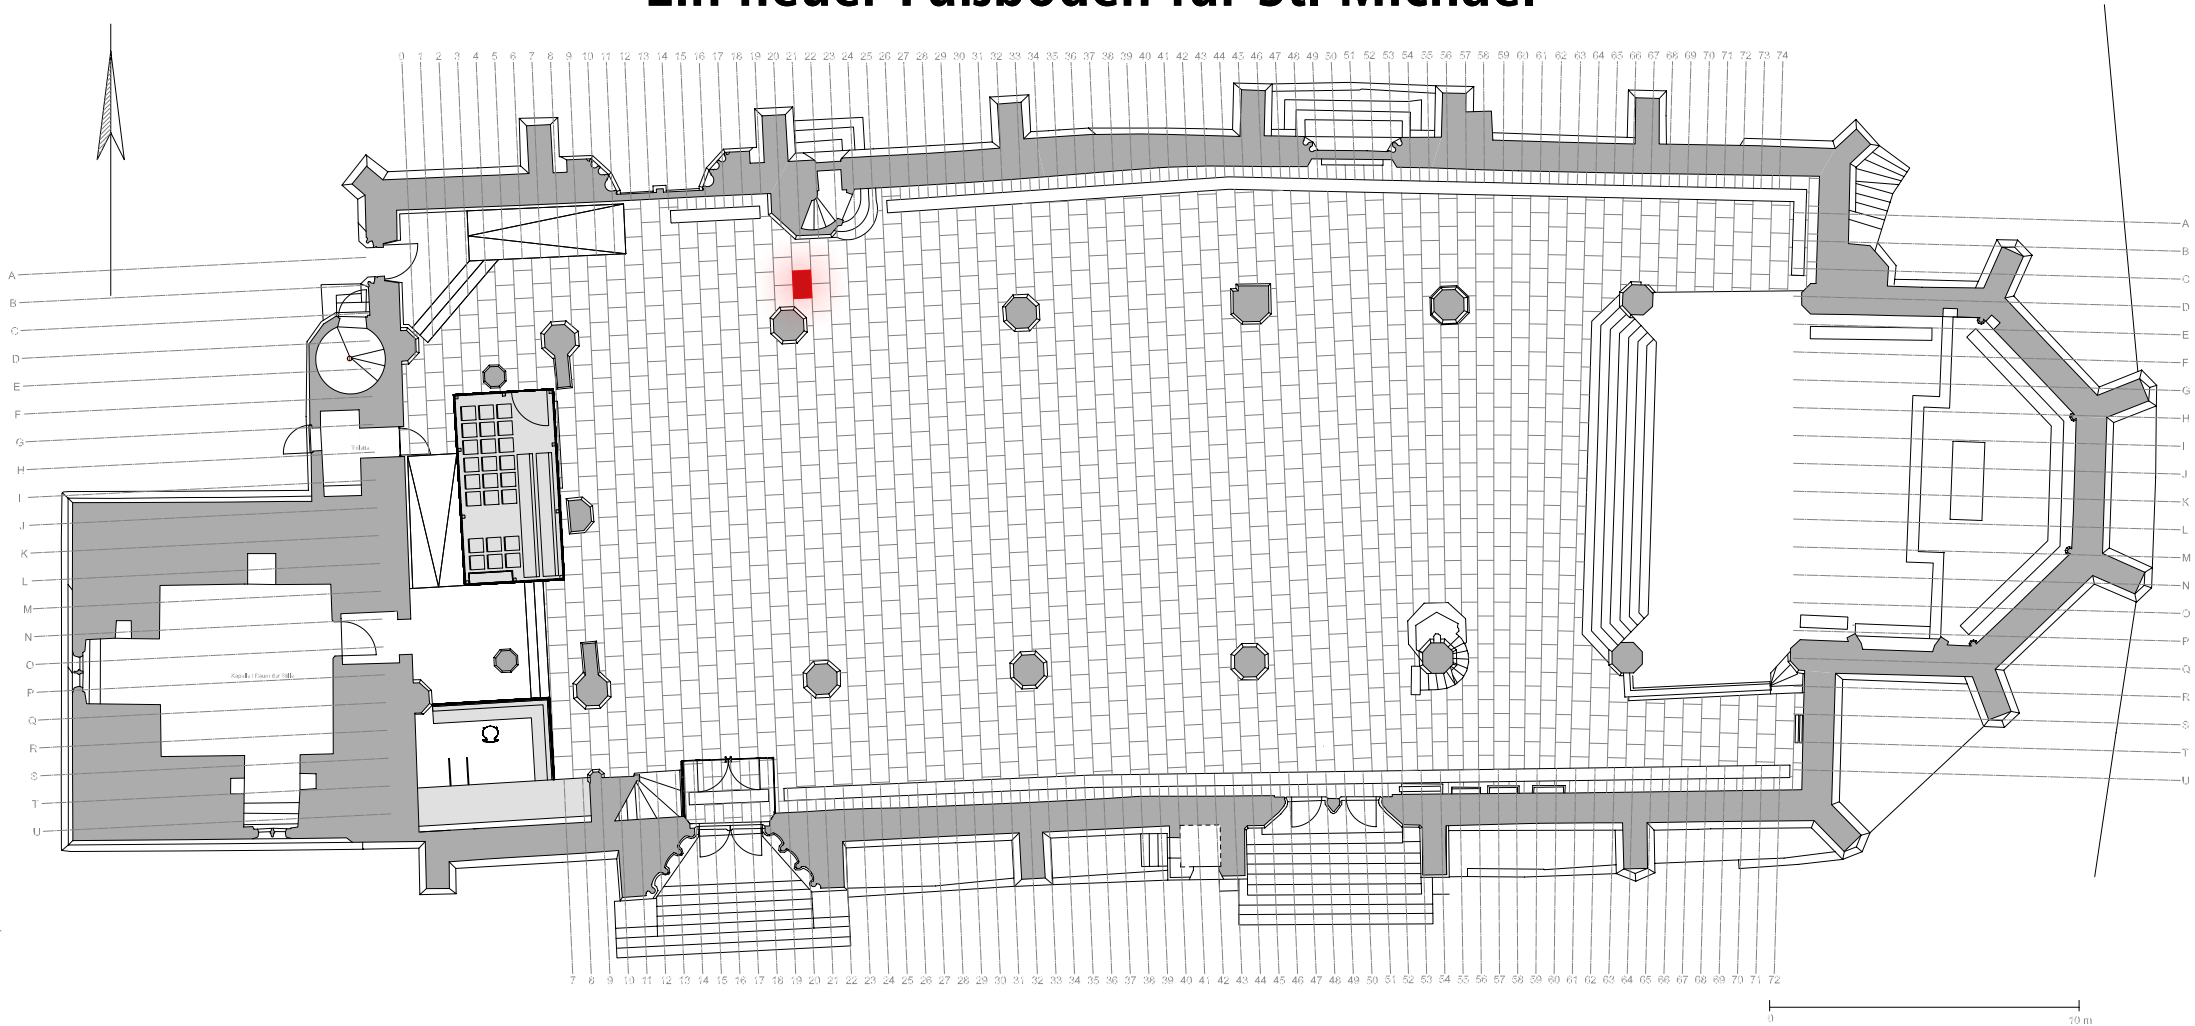 Ein neuer Fußboden für St. Michael
0 1 2 3 4 5 6 7 8 9 10 11 12 13 14 15 16 17 18 19 20 21 22 23 24 25 26 27 28 29 30 31 32 33 34 35 36 37 38 39 40 41 42 43 44 45 46 47 48 49 50 51 52 53 54 55 56 57 58 59 60 61 62 63 64 65 66 67 68 69 70 71 72 73 74
A A
B B
C C
D D
E E
F F
G G
H H
I I
J J
K K
L L
M M
N N
O O
P P
Q Q
R R
S S
T T
U U
Kapelle / Raum der Stille
7 8 9 10 11 12 13 14 15 16 17 18 19 20 21 22 23 24 25 26 27 28 29 30 31 32 33 34 35 36 37 38 39 40 41 42 43 44 45 46 47 48 49 50 51 52 53 54 55 56 57 58 59 60 61 62 63 64 65 66 67 68 69 70 71 72
0 10 m